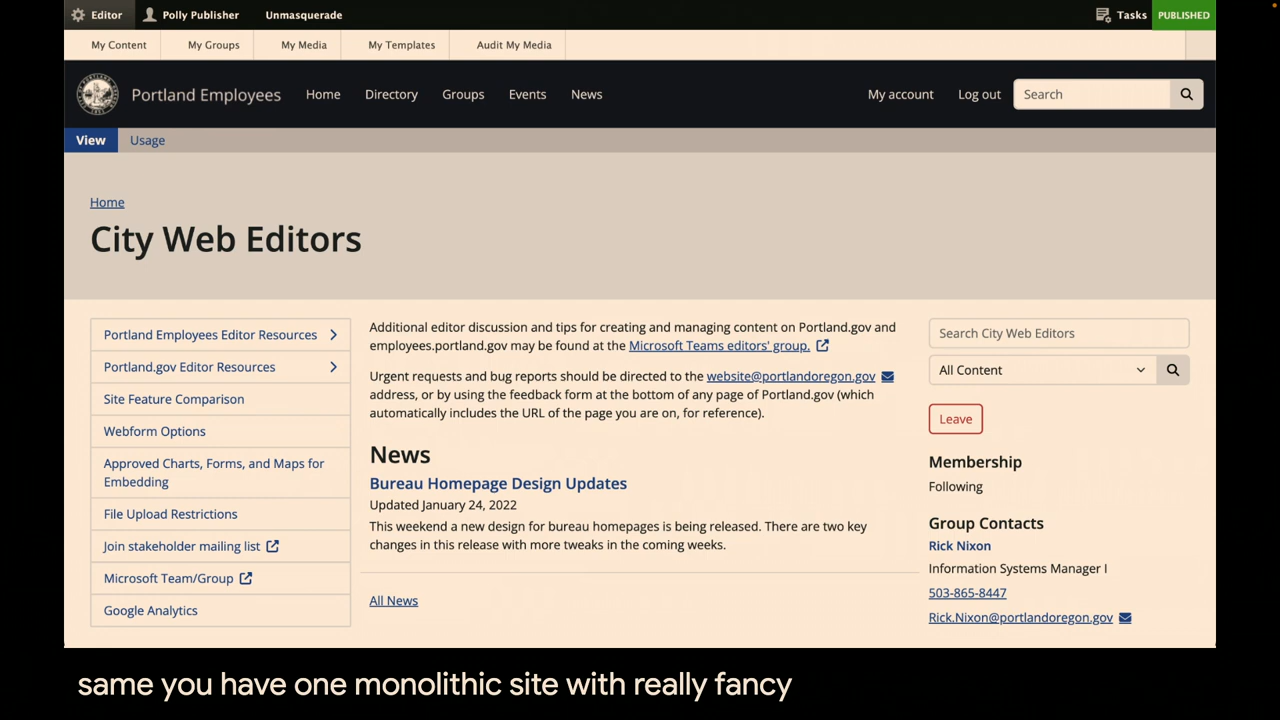 Editor
Polly Publisher
Unmasquerade
Tasks
PUBLISHED
My Content
My Groups
My Media
My Templates
Audit My Media
Portland Employees
Home
Directory
Groups
Events
News
My account
Log out
Search
View
Usage
Home
City Web Editors
Portland Employees Editor Resources
Portland.gov Editor Resources
Site Feature Comparison
Webform Options
Approved Charts, Forms, and Maps for
Embedding
File Upload Restrictions
Join stakeholder mailing list
Microsoft Team/Group
Google Analytics
Additional editor discussion and tips for creating and managing content on Portland.gov and
employees.portland.gov may be found at the Microsoft Teams editors' group.
Urgent requests and bug reports should be directed to the website@portlandoregon.gov
address, or by using the feedback form at the bottom of any page of Portland.gov (which
automatically includes the URL of the page you are on, for reference).
News
Bureau Homepage Design Updates
Updated January 24, 2022
This weekend a new design for bureau homepages is being released. There are two key
changes in this release with more tweaks in the coming weeks.
All News
Search City Web Editors
All Content
Leave
Membership
Following
Group Contacts
Rick Nixon
Information Systems Manager I
503-865-8447
Rick.Nixon@portlandoregon.gov
same you have one monolithic site with really fancy